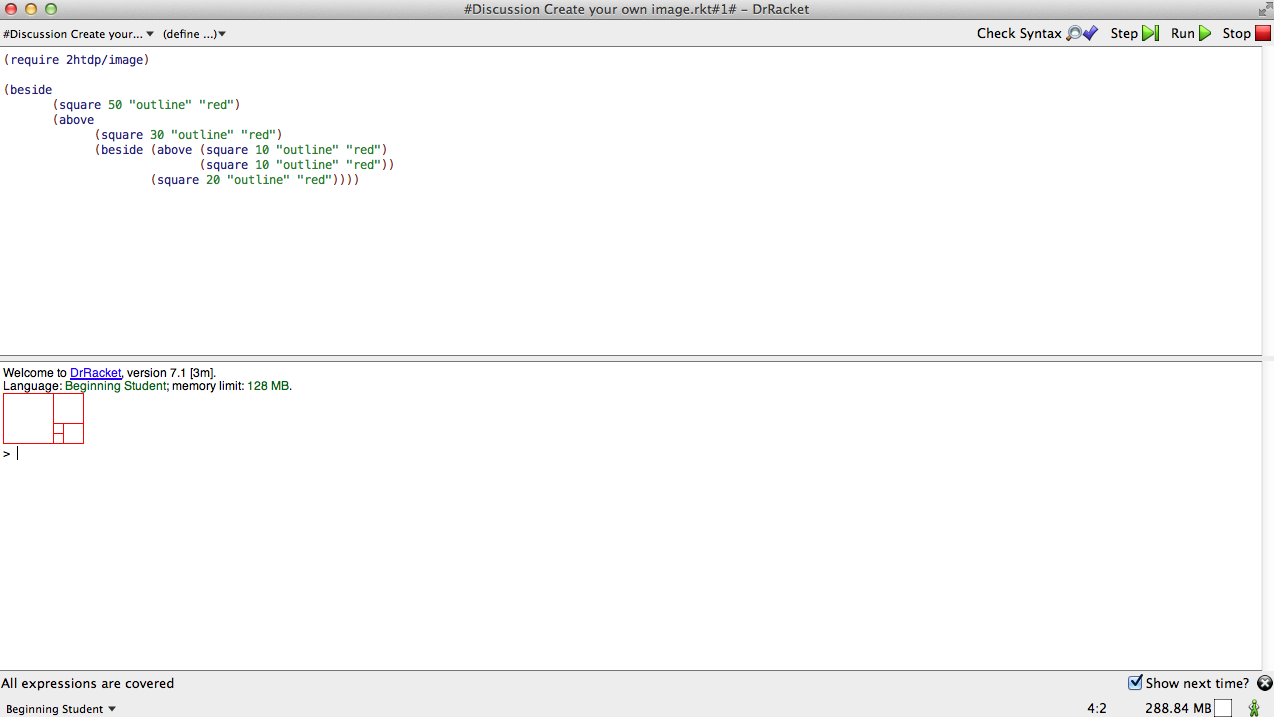 #Discussion Create your own image.rkt#1# - DrRacket
#Discussion Create your... (define ...) Check Syntax Step Run Stop
(require 2htdp/image)
(beside
(square 50 "outline" "red")
(above
(square 30 "outline" "red")
(beside (above (square 10 "outline" "red")
(square 10 "outline" "red"))
(square 20 "outline" "red"))))
Welcome to DrRacket, version 7.1 [3m].
Language: Beginning Student; memory limit: 128 MB.
>
All expressions are covered Show next time?
Beginning Student 4:2 288.84 MB